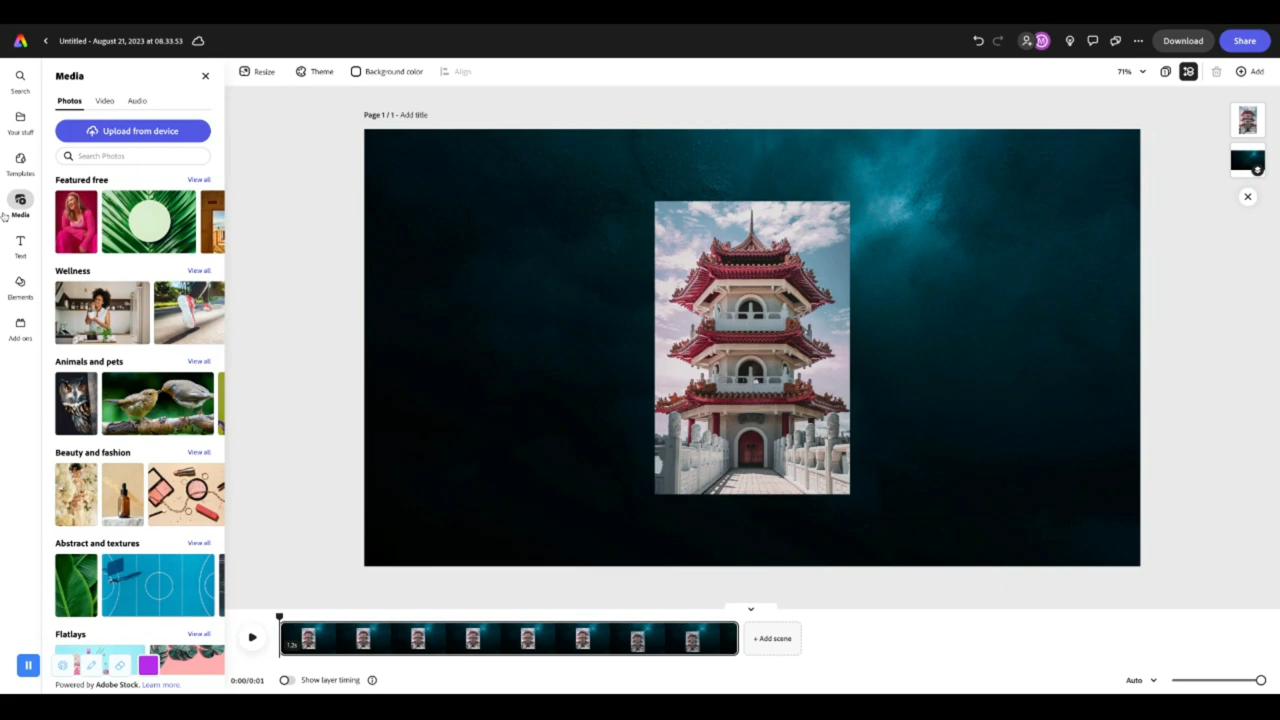 Untitled - August 21, 2023 at 08.33.53
M
Download
Share
Search
Your stuff
Templates
Media
Text
Elements
Add ons
Media
Photos Video Audio
Upload from device
Search Photos
Featured free View all
Wellness View all
Animals and pets View all
Beauty and fashion View all
Abstract and textures View all
Flatlays View all
Powered by Adobe Stock. Learn more.
Resize Theme Background color Align
71%
Add
Page 1 / 1 - Add title
1.2s
+ Add scene
0:00/0:01 Show layer timing
Auto